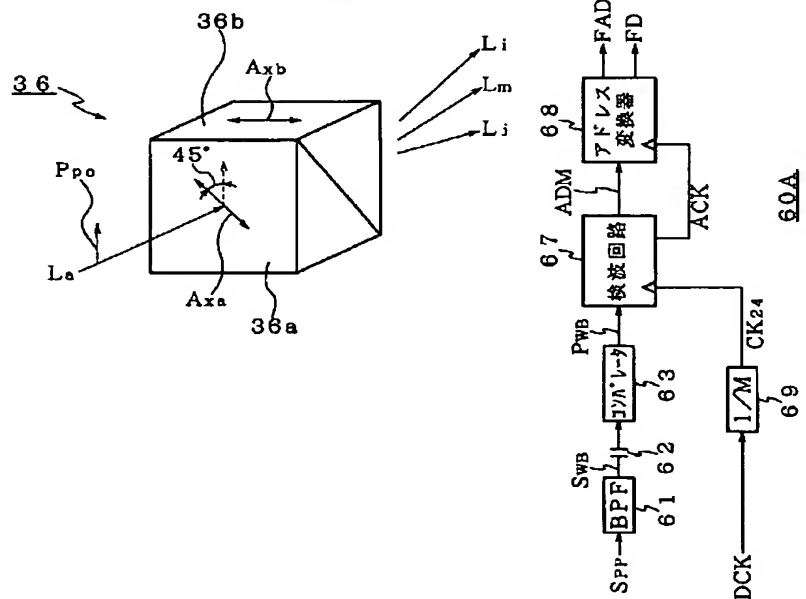 36
36b
Axb
Li
Lm
Lj
45°
Ppo
La
Axa
36a
SPP
BPF
61
SWB
62
コンパレータ
63
PWB
検波回路
67
ADM
アドレス
変換器
68
FAD
FD
ACK
CK24
DCK
1/M
69
60A